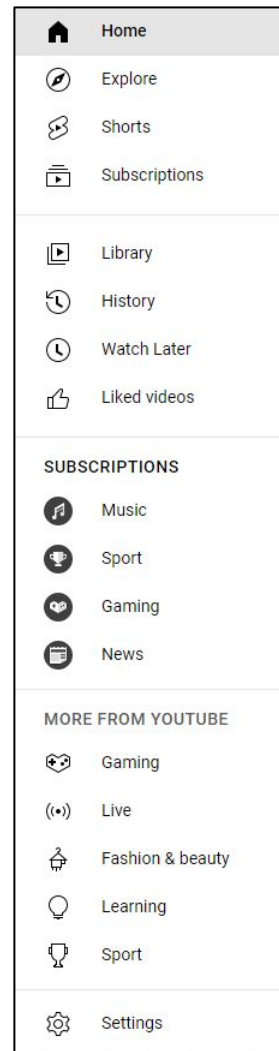 Home
Explore
Shorts
Subscriptions
Library
History
Watch Later
Liked videos
SUBSCRIPTIONS
Music
Sport
Gaming
News
MORE FROM YOUTUBE
Gaming
Live
Fashion & beauty
Learning
Sport
Settings